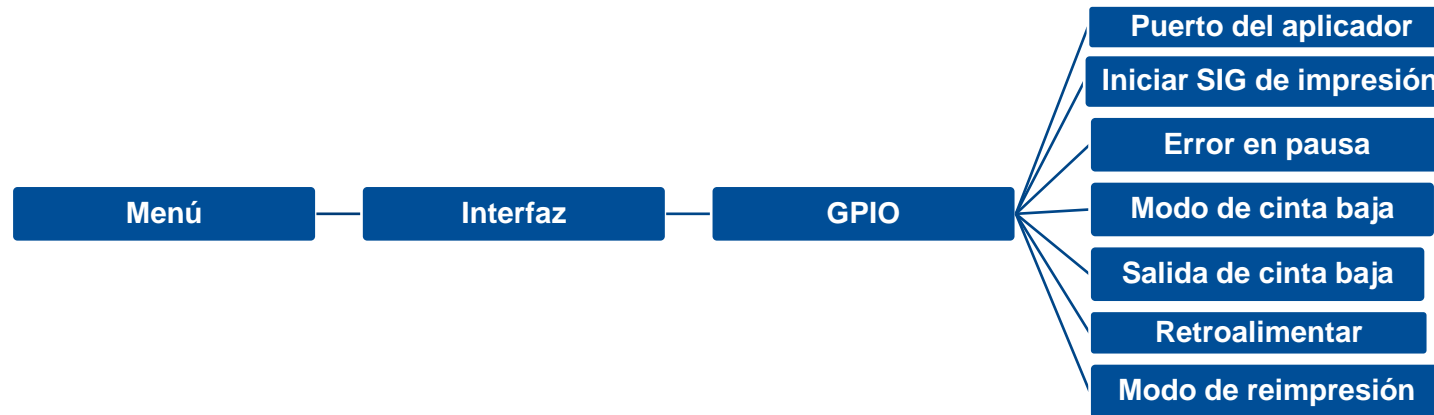 Menú
Interfaz
GPIO
Puerto del aplicador
Iniciar SIG de impresión
Error en pausa
Modo de cinta baja
Salida de cinta baja
Retroalimentar
Modo de reimpresión